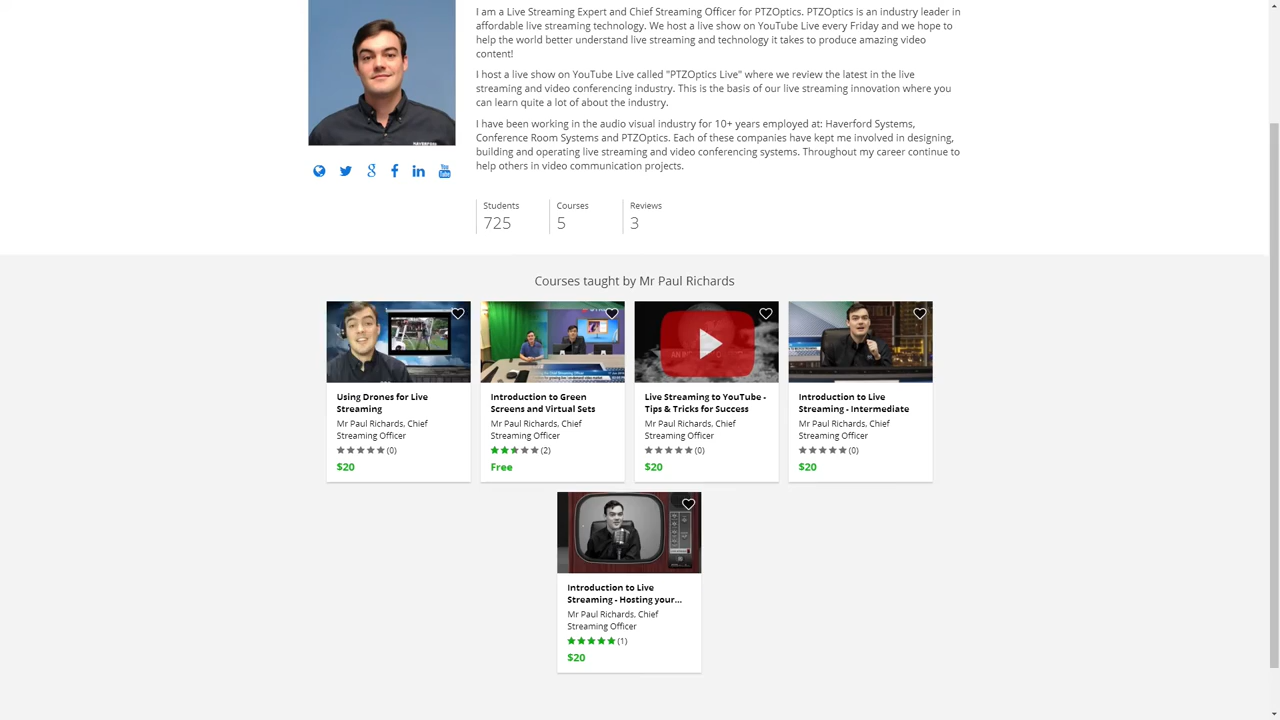 I am a Live Streaming Expert and Chief Streaming Officer for PTZOptics. PTZOptics is an industry leader in
affordable live streaming technology. We host a live show on YouTube Live every Friday and we hope to
help the world better understand live streaming and technology it takes to produce amazing video
content!
I host a live show on YouTube Live called "PTZOptics Live" where we review the latest in the live
streaming and video conferencing industry. This is the basis of our live streaming innovation where you
can learn quite a lot of about the industry.
I have been working in the audio visual industry for 10+ years employed at: Haverford Systems,
Conference Room Systems and PTZOptics. Each of these companies have kept me involved in designing,
building and operating live streaming and video conferencing systems. Throughout my career continue to
help others in video communication projects.
Students
725
Courses
5
Reviews
3
Courses taught by Mr Paul Richards
Using Drones for Live
Streaming
Mr Paul Richards, Chief
Streaming Officer
(0)
$20
Introduction to Green
Screens and Virtual Sets
Mr Paul Richards, Chief
Streaming Officer
(2)
Free
Live Streaming to YouTube -
Tips & Tricks for Success
Mr Paul Richards, Chief
Streaming Officer
(0)
$20
Introduction to Live
Streaming - Intermediate
Mr Paul Richards, Chief
Streaming Officer
(0)
$20
Introduction to Live
Streaming - Hosting your...
Mr Paul Richards, Chief
Streaming Officer
(1)
$20